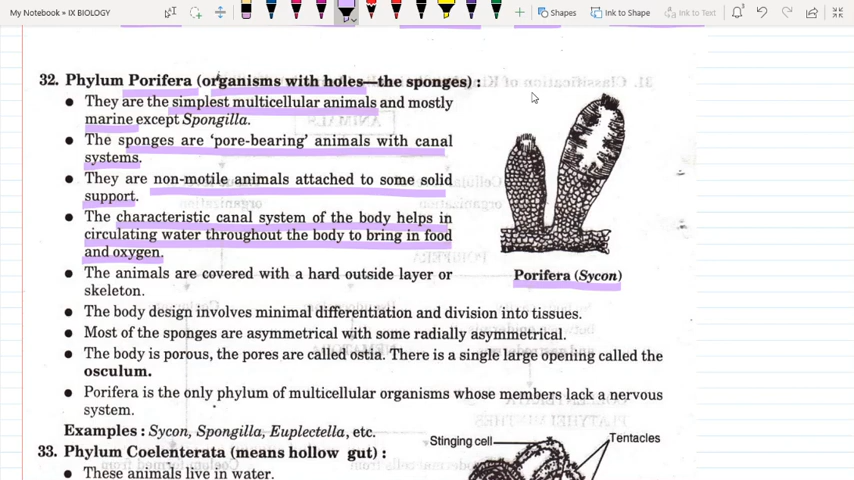 My Notebook » IX BIOLOGY
Shapes
Ink to Shape
Ink to Text
32. Phylum Porifera (organisms with holes—the sponges) :
• They are the simplest multicellular animals and mostly
marine except Spongilla.
• The sponges are 'pore-bearing' animals with canal
systems.
• They are non-motile animals attached to some solid
support.
• The characteristic canal system of the body helps in
circulating water throughout the body to bring in food
and oxygen.
• The animals are covered with a hard outside layer or
skeleton.
Porifera (Sycon)
• The body design involves minimal differentiation and division into tissues.
• Most of the sponges are asymmetrical with some radially asymmetrical.
• The body is porous, the pores are called ostia. There is a single large opening called the
osculum.
• Porifera is the only phylum of multicellular organisms whose members lack a nervous
system.
Examples : Sycon, Spongilla, Euplectella, etc.
33. Phylum Coelenterata (means hollow gut) :
• These animals live in water.
Stinging cell
Tentacles